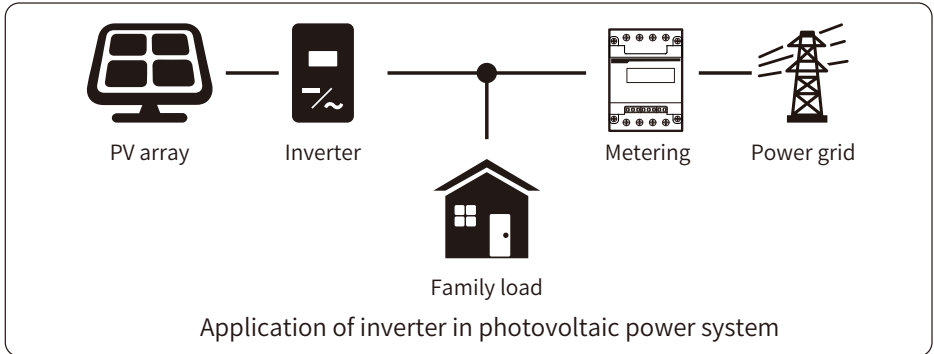 PV array
Inverter
Metering
Power grid
Family load
Application of inverter in photovoltaic power system